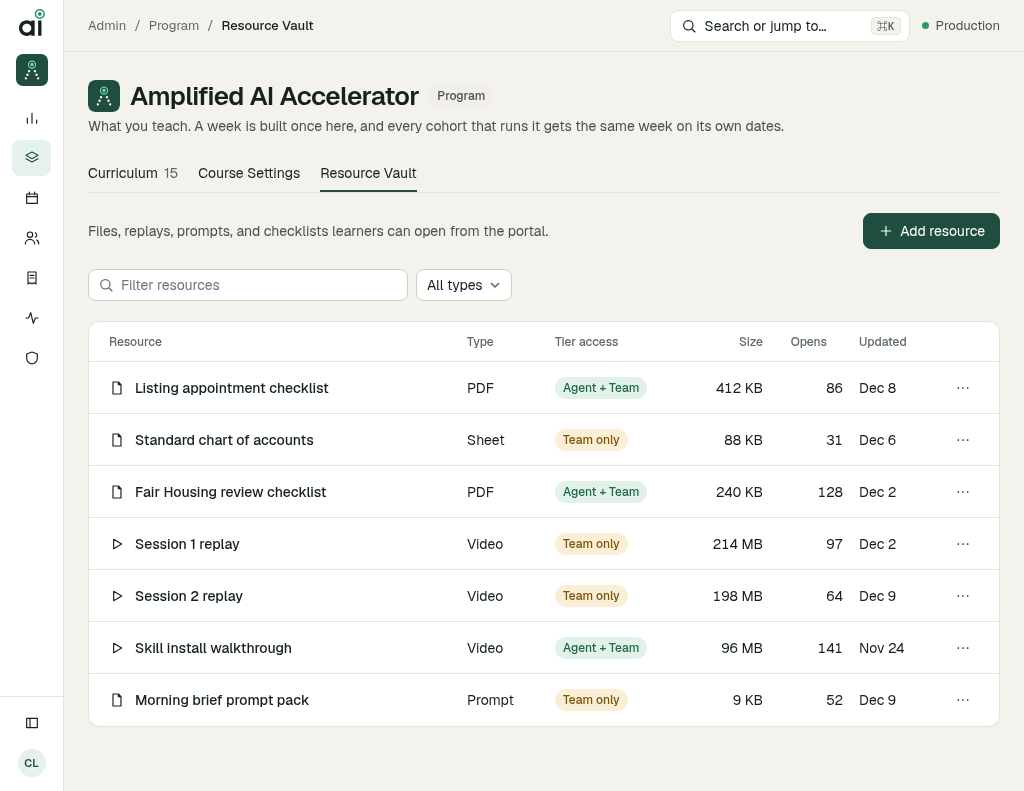 ai
Admin / Program / Resource Vault
Search or jump to… ⌘K
Production
Amplified AI Accelerator Program
What you teach. A week is built once here, and every cohort that runs it gets the same week on its own dates.
Curriculum 15 Course Settings Resource Vault
Files, replays, prompts, and checklists learners can open from the portal.
Add resource
Filter resources
All types
Resource Type Tier access Size Opens Updated
Listing appointment checklist PDF Agent + Team 412 KB 86 Dec 8
Standard chart of accounts Sheet Team only 88 KB 31 Dec 6
Fair Housing review checklist PDF Agent + Team 240 KB 128 Dec 2
Session 1 replay Video Team only 214 MB 97 Dec 2
Session 2 replay Video Team only 198 MB 64 Dec 9
Skill install walkthrough Video Agent + Team 96 MB 141 Nov 24
Morning brief prompt pack Prompt Team only 9 KB 52 Dec 9
CL